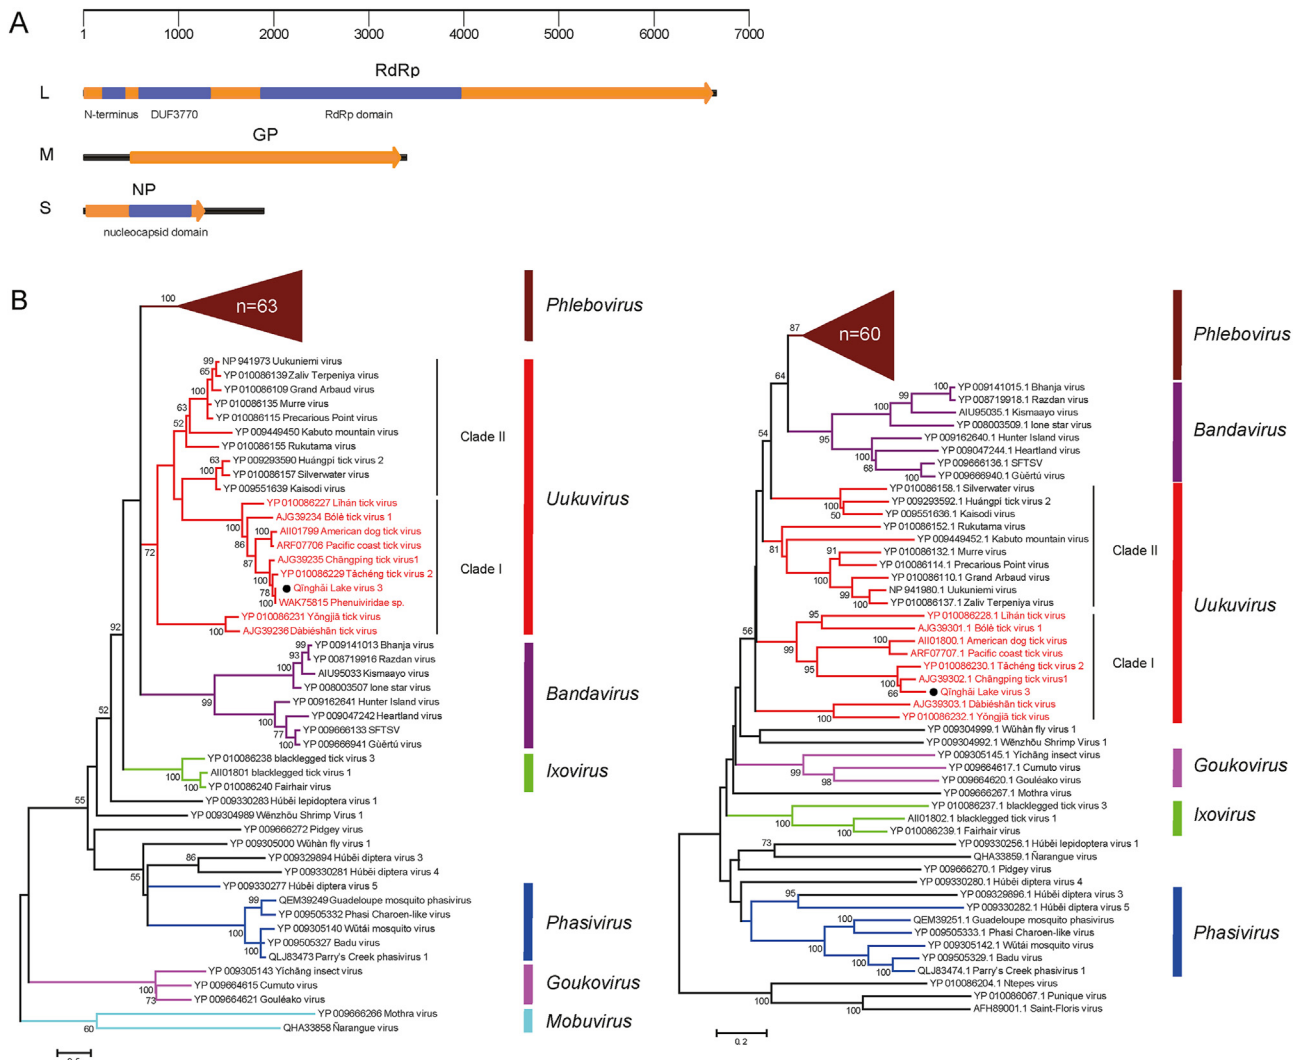 A
1 1000 2000 3000 4000 5000 6000 7000
RdRp
L
N-terminus DUF3770 RdRp domain
GP
M
NP
S
nucleocapsid domain
B
100
n=63
Phlebovirus
99 NP 941973 Uukuniemi virus
65 YP 010086139 Zaliv Terpeniya virus
YP 010086109 Grand Arbaud virus
100
YP 010086135 Murre virus
63
YP 010086115 Precarious Point virus
52
YP 009449450 Kabuto mountain virus
YP 010086155 Rukutama virus
Clade II
63 YP 009293590 Huángpi tick virus 2
100 YP 010086157 Silverwater virus
YP 009551639 Kaisodi virus
Uukuvirus
YP 010086227 Lǐhán tick virus
AJG39234 Bólè tick virus 1
100
100 AII01799 American dog tick virus
86
ARF07706 Pacific coast tick virus
72
AJG39235 Chāngpíng tick virus1
87
Clade I
100 YP 010086229 Tǎchéng tick virus 2
78 Qīnghǎi Lake virus 3
100 WAK75815 Phenuiviridae sp.
YP 010086231 Yǒngjiā tick virus
100 AJG39236 Dàbiéshān tick virus
92
99 YP 009141013 Bhanja virus
93 YP 008719916 Razdan virus
100 AIU95033 Kismaayo virus
YP 008003507 lone star virus
Bandavirus
99
YP 009162641 Hunter Island virus
100 YP 009047242 Heartland virus
77 YP 009666133 SFTSV
100 YP 009666941 Gùèrtú virus
52
YP 010086238 blacklegged tick virus 3
100 AII01801 blacklegged tick virus 1
100 YP 010086240 Fairhair virus
Ixovirus
55
YP 009330283 Húběi lepidoptera virus 1
YP 009304989 Wēnzhōu Shrimp Virus 1
YP 009666272 Pidgey virus
YP 009305000 Wǔhàn fly virus 1
86 YP 009329894 Húběi diptera virus 3
55 YP 009330281 Húběi diptera virus 4
YP 009330277 Húběi diptera virus 5
99 QEM39249 Guadeloupe mosquito phasivirus
YP 009505332 Phasi Charoen-like virus
Phasivirus
100 YP 009305140 Wǔtái mosquito virus
YP 009505327 Badu virus
100 QLJ83473 Parry's Creek phasivirus 1
YP 009305143 Yīchāng insect virus
100 YP 009664615 Cumuto virus
73 YP 009664621 Gouléako virus
Goukovirus
YP 009666266 Mothra virus
60 QHA33858 Ñarangue virus
Mobuvirus
87
n=60
Phlebovirus
64
100 YP 009141015.1 Bhanja virus
99 YP 008719918.1 Razdan virus
100 AIU95035.1 Kismaayo virus
YP 008003509.1 lone star virus
Bandavirus
95 YP 009162640.1 Hunter Island virus
54
YP 009047244.1 Heartland virus
68 YP 009666136.1 SFTSV
100 YP 009666940.1 Gùèrtú virus
YP 010086158.1 Silverwater virus
100 YP 009293592.1 Huángpi tick virus 2
50 YP 009551636.1 Kaisodi virus
YP 010086152.1 Rukutama virus
81 YP 009449452.1 Kabuto mountain virus
Clade II
91 YP 010086132.1 Murre virus
YP 010086114.1 Precarious Point virus
100 YP 010086110.1 Grand Arbaud virus
99 NP 941980.1 Uukuniemi virus
100 YP 010086137.1 Zaliv Terpeniya virus
Uukuvirus
95 YP 010086228.1 Lǐhán tick virus
AJG39301.1 Bólè tick virus 1
56
99
100 AII01800.1 American dog tick virus
ARF07707.1 Pacific coast tick virus
95
YP 010086230.1 Tǎchéng tick virus 2
Clade I
100 AJG39302.1 Chāngpíng tick virus1
66 Qīnghǎi Lake virus 3
AJG39303.1 Dàbiéshān tick virus
100 YP 010086232.1 Yǒngjiā tick virus
YP 009304999.1 Wǔhàn fly virus 1
YP 009304992.1 Wēnzhōu Shrimp Virus 1
YP 009305145.1 Yīchāng insect virus
99 YP 009664617.1 Cumuto virus
98 YP 009664620.1 Gouléako virus
Goukovirus
YP 009666267.1 Mothra virus
YP 010086237.1 blacklegged tick virus 3
100 AII01802.1 blacklegged tick virus 1
100 YP 010086239.1 Fairhair virus
Ixovirus
73 YP 009330256.1 Húběi lepidoptera virus 1
QHA33859.1 Ñarangue virus
YP 009666270.1 Pidgey virus
YP 009330280.1 Húběi diptera virus 4
95 YP 009329896.1 Húběi diptera virus 3
YP 009330282.1 Húběi diptera virus 5
100 QEM39251.1 Guadeloupe mosquito phasivirus
YP 009505333.1 Phasi Charoen-like virus
Phasivirus
100 YP 009305142.1 Wǔtái mosquito virus
100 YP 009505329.1 Badu virus
100 QLJ83474.1 Parry's Creek phasivirus 1
YP 010086204.1 Ntepes virus
100 YP 010086067.1 Punique virus
100 AFH89001.1 Saint-Floris virus
0.2